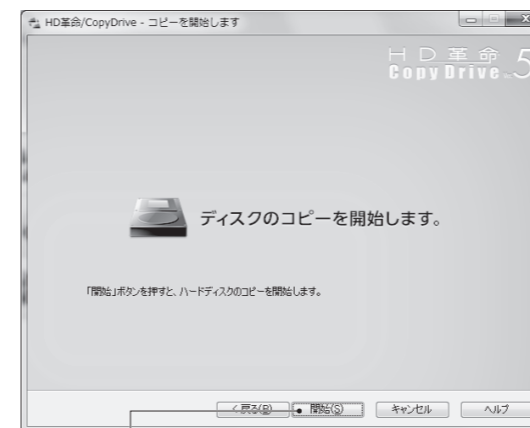 HD革命/CopyDrive - コピーを開始します
HD革命
CopyDrive 5
ディスクのコピーを開始します。
「開始」ボタンを押すと、ハードディスクのコピーを開始します。
< 戻る(B) 開始(S) キャンセル ヘルプ